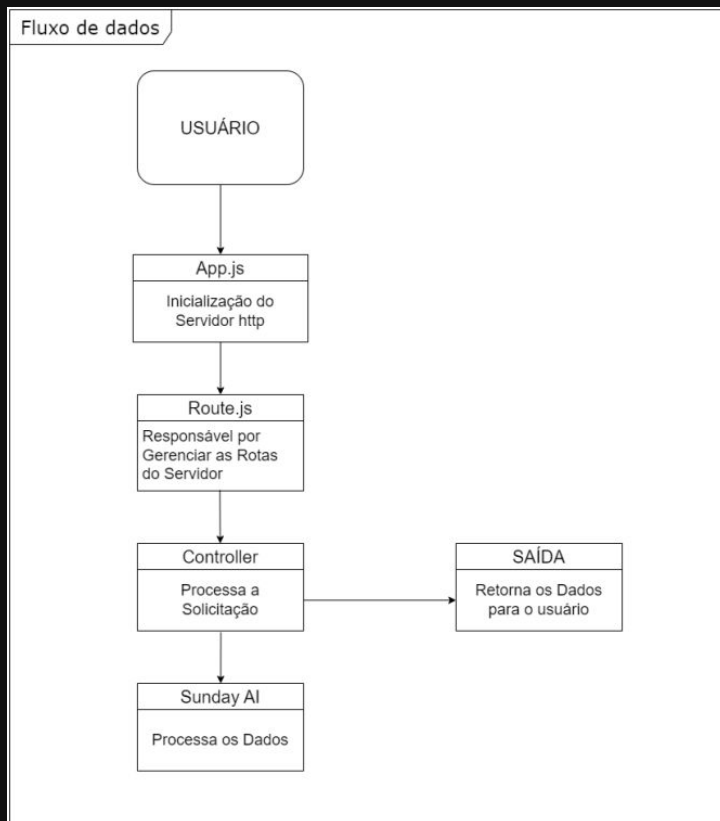 Fluxo de dados
USUÁRIO
App.js
Inicialização do
Servidor http
Route.js
Responsável por
Gerenciar as Rotas
do Servidor
Controller
Processa a
Solicitação
SAÍDA
Retorna os Dados
para o usuário
Sunday AI
Processa os Dados